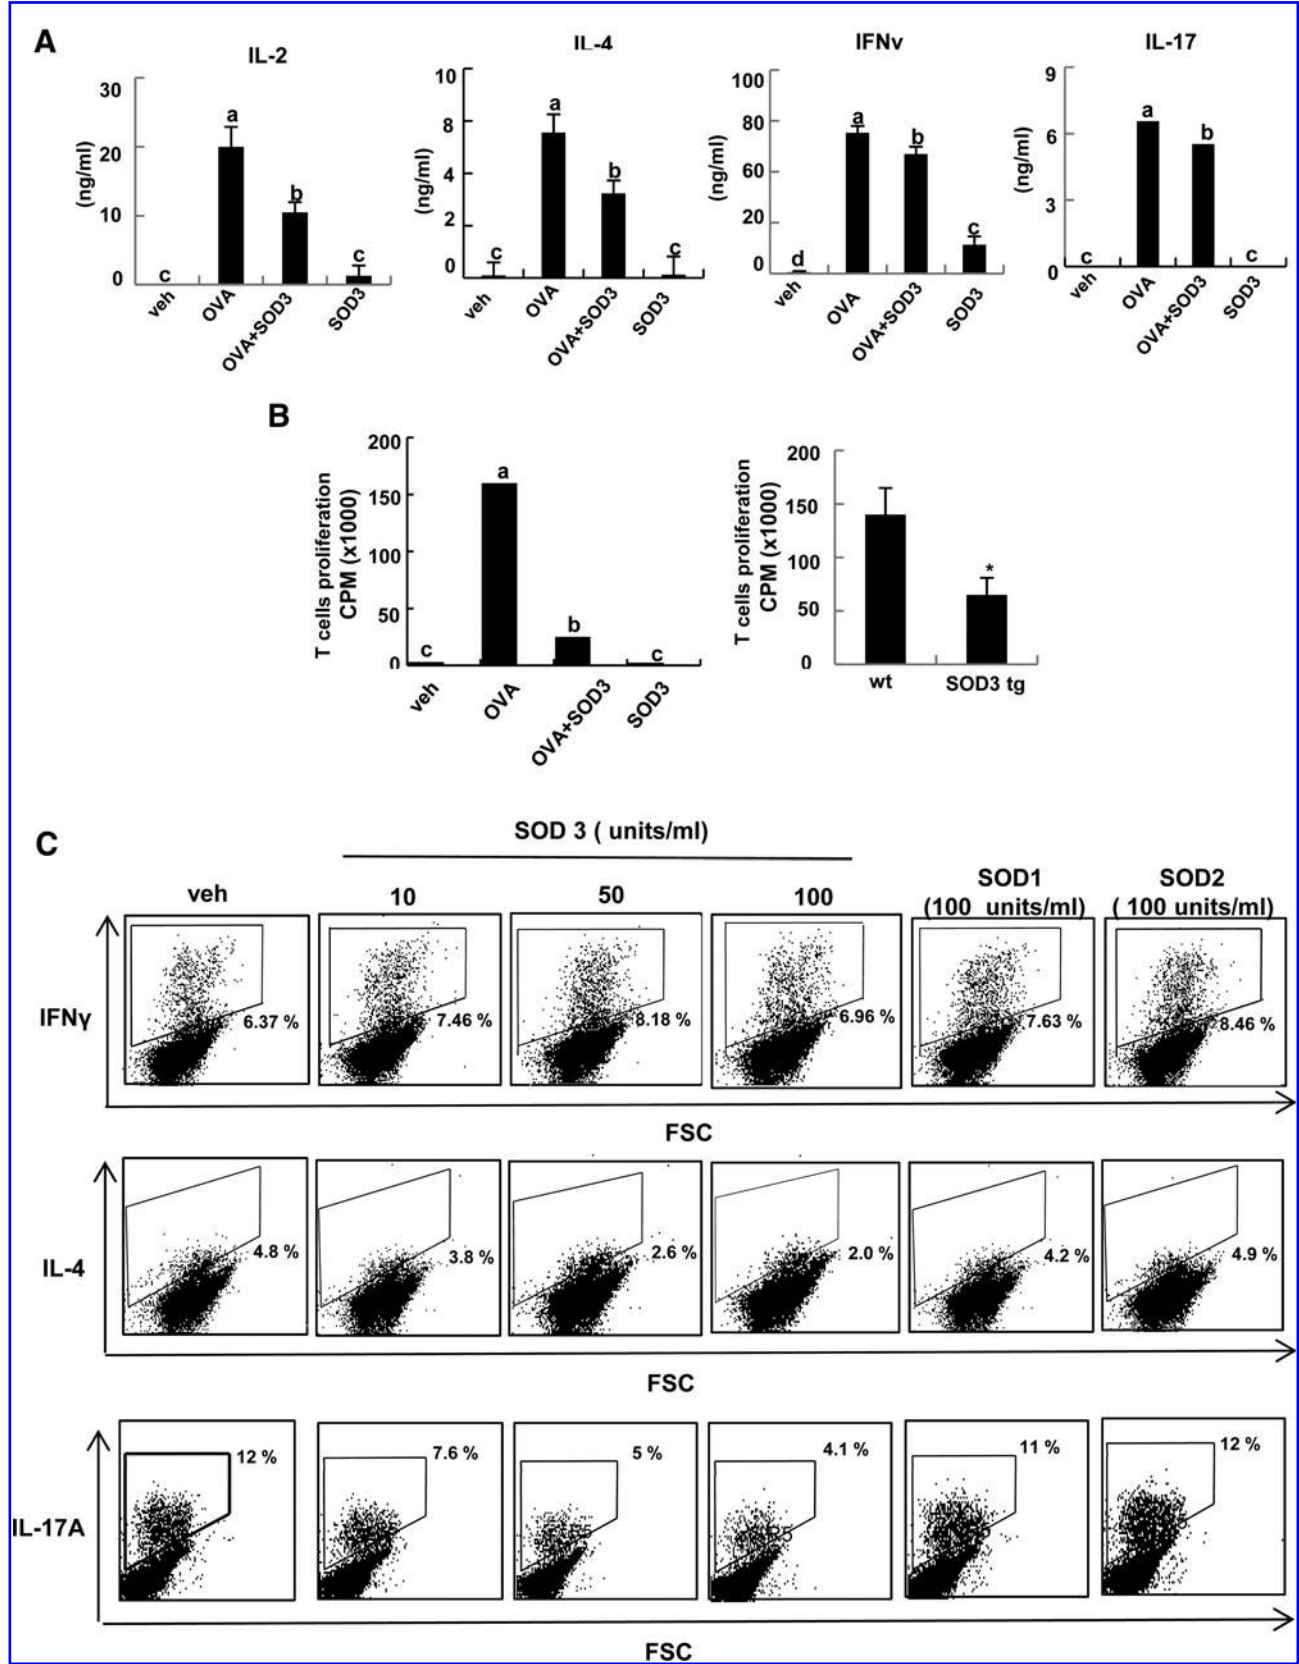 A
IL-2
IL-4
IFNv
IL-17
30
20
10
0
(ng/ml)
a
b
c
c
veh
OVA
OVA+SOD3
SOD3
10
8
4
2
0
(ng/ml)
c
a
b
c
veh
OVA
OVA+SOD3
SOD3
100
80
60
20
0
(ng/ml)
d
a
b
c
veh
OVA
OVA+SOD3
SOD3
9
6
3
0
(ng/ml)
c
a
b
c
veh
OVA
OVA+SOD3
SOD3
B
T cells proliferation
CPM (x1000)
200
150
100
50
0
c
a
b
c
veh
OVA
OVA+SOD3
SOD3
T cells proliferation
CPM (x1000)
200
150
100
50
0
*
wt
SOD3 tg
C
SOD 3 ( units/ml)
veh
10
50
100
SOD1
(100 units/ml)
SOD2
( 100 units/ml)
IFNγ
6.37 %
7.46 %
8.18 %
6.96 %
7.63 %
8.46 %
FSC
IL-4
4.8 %
3.8 %
2.6 %
2.0 %
4.2 %
4.9 %
FSC
IL-17A
12 %
7.6 %
5 %
4.1 %
11 %
12 %
FSC